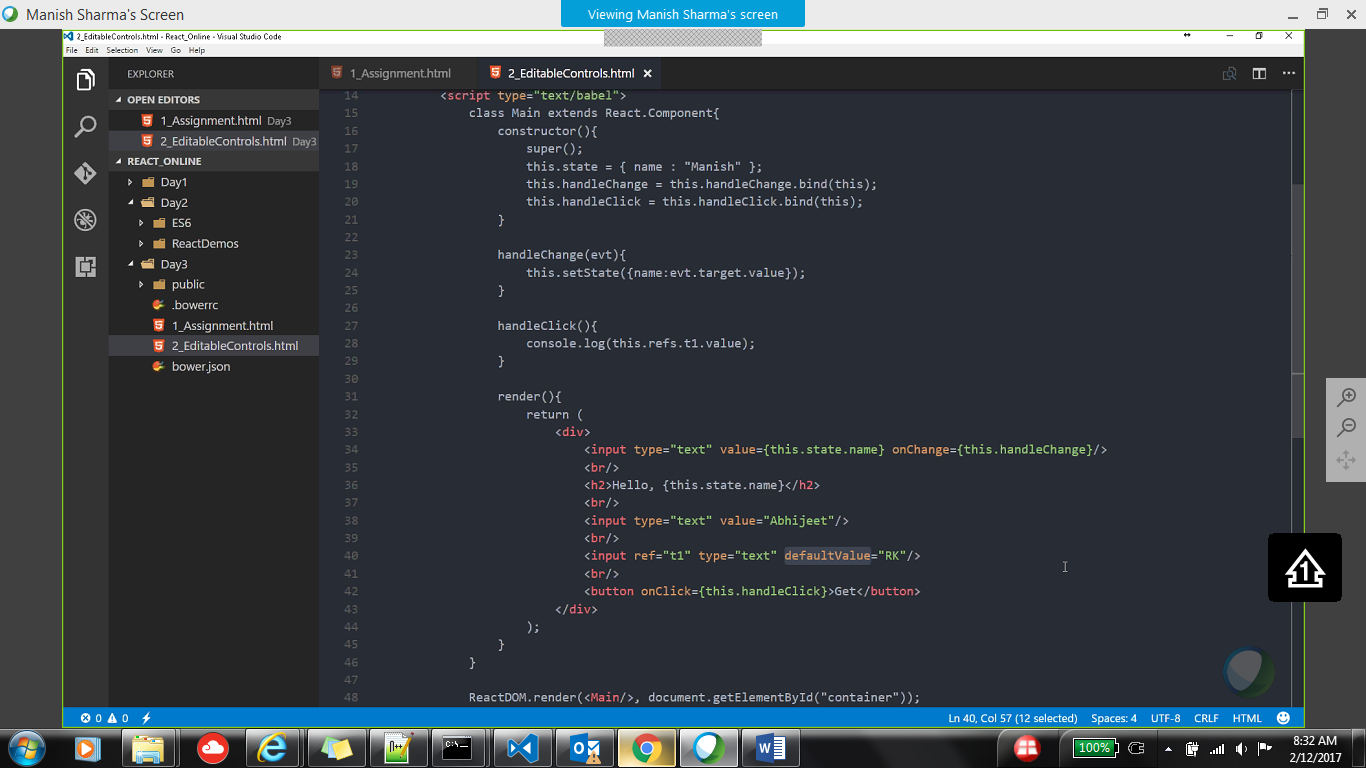 Manish Sharma's Screen
Viewing Manish Sharma's screen
2_EditableControls.html - React_Online - Visual Studio Code
File Edit Selection View Go Help
EXPLORER
OPEN EDITORS
1_Assignment.html Day3
2_EditableControls.html Day3
REACT_ONLINE
Day1
Day2
ES6
ReactDemos
Day3
public
.bowerrc
1_Assignment.html
2_EditableControls.html
bower.json
1_Assignment.html
2_EditableControls.html
14 <script type="text/babel">
15 class Main extends React.Component{
16 constructor(){
17 super();
18 this.state = { name : "Manish" };
19 this.handleChange = this.handleChange.bind(this);
20 this.handleClick = this.handleClick.bind(this);
21 }
22
23 handleChange(evt){
24 this.setState({name:evt.target.value});
25 }
26
27 handleClick(){
28 console.log(this.refs.t1.value);
29 }
30
31 render(){
32 return (
33 <div>
34 <input type="text" value={this.state.name} onChange={this.handleChange}/>
35 <br/>
36 <h2>Hello, {this.state.name}</h2>
37 <br/>
38 <input type="text" value="Abhijeet"/>
39 <br/>
40 <input ref="t1" type="text" defaultValue="RK"/>
41 <br/>
42 <button onClick={this.handleClick}>Get</button>
43 </div>
44 );
45 }
46 }
47
48 ReactDOM.render(<Main/>, document.getElementById("container"));
1
0 0 Ln 40, Col 57 (12 selected) Spaces: 4 UTF-8 CRLF HTML
100% 8:32 AM
2/12/2017